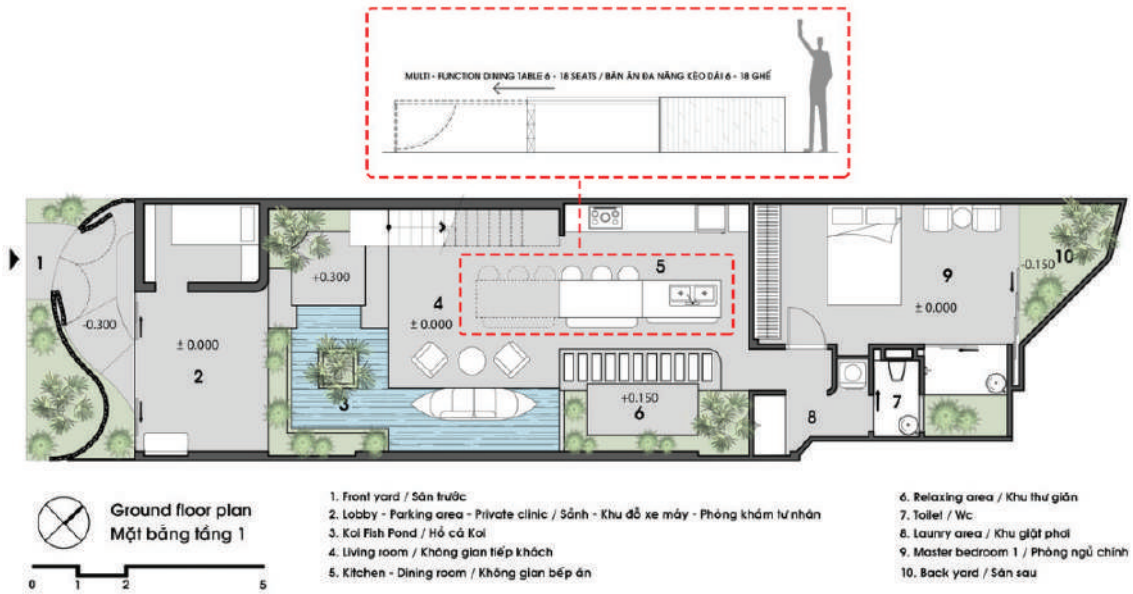 MULTI - FUNCTION DINING TABLE 6 - 18 SEATS / BÀN ĂN ĐA NĂNG KÉO DÀI 6 - 18 GHẾ
1
-0.300
± 0.000
2
+0.300
3
4
± 0.000
5
+0.150
6
7
8
9
± 0.000
10
-0.150
Ground floor plan
Mặt bằng tầng 1
0 1 2 5
1. Front yard / Sân trước
2. Lobby - Parking area - Private clinic / Sảnh - Khu đỗ xe máy - Phòng khám tư nhân
3. Koi Fish Pond / Hồ cá Koi
4. Living room / Không gian tiếp khách
5. Kitchen - Dining room / Không gian bếp ăn
6. Relaxing area / Khu thư giãn
7. Toilet / Wc
8. Launry area / Khu giặt phơi
9. Master bedroom 1 / Phòng ngủ chính
10. Back yard / Sân sau